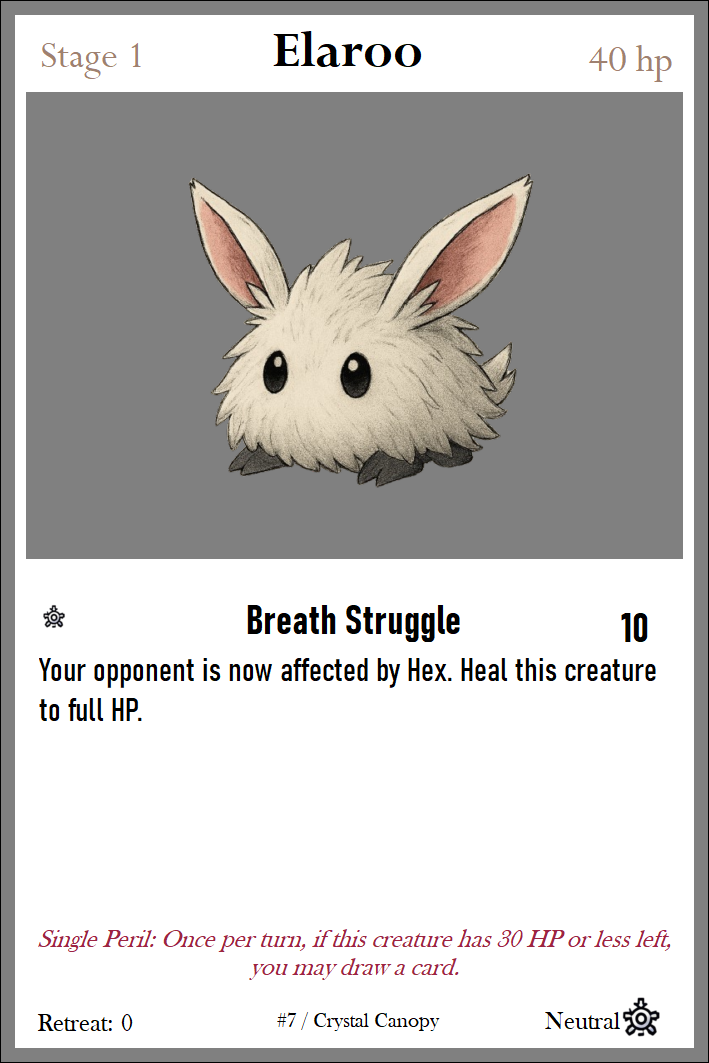 Stage 1
Elaroo
40 hp
Breath Struggle
10
Your opponent is now affected by Hex. Heal this creature
to full HP.
Single Peril: Once per turn, if this creature has 30 HP or less left,
you may draw a card.
Retreat: 0
#7 / Crystal Canopy
Neutral